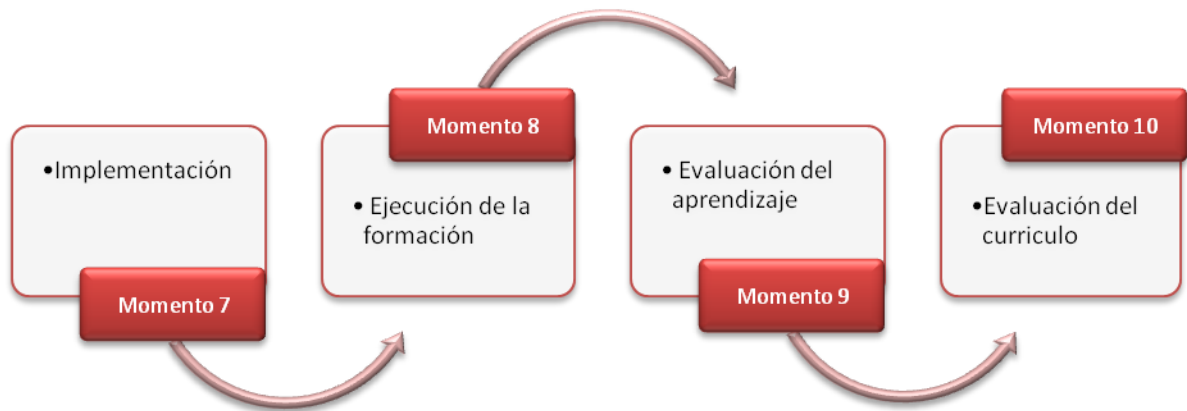 •Implementación
Momento 7
Momento 8
• Ejecución de la
formación
• Evaluación del
aprendizaje
Momento 9
Momento 10
•Evaluación del
curriculo